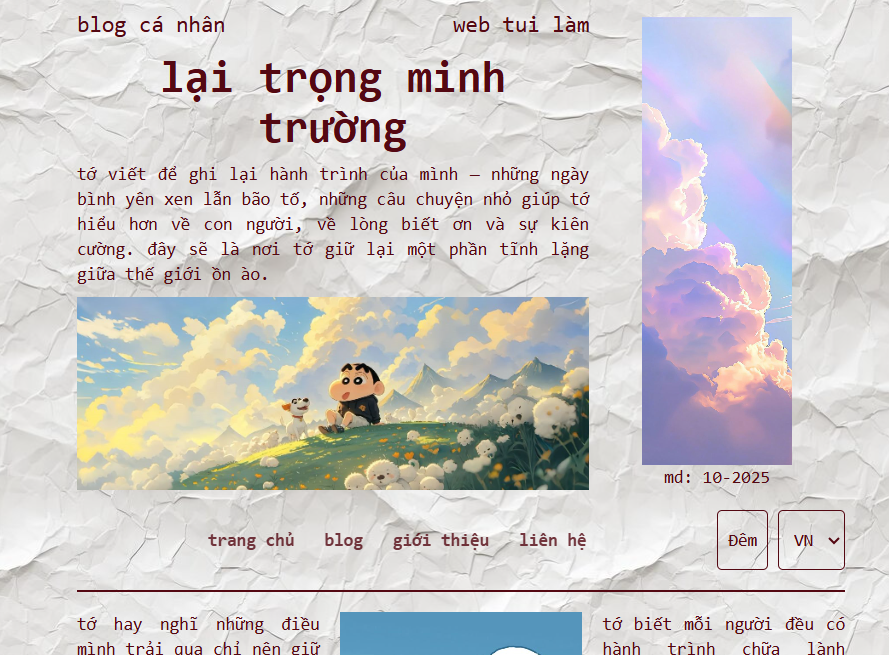 blog cá nhân
web tui làm
lại trọng minh
trường
tớ viết để ghi lại hành trình của mình — những ngày
bình yên xen lẫn bão tố, những câu chuyện nhỏ giúp tớ
hiểu hơn về con người, về lòng biết ơn và sự kiên
cường. đây sẽ là nơi tớ giữ lại một phần tĩnh lặng
giữa thế giới ồn ào.
md: 10-2025
trang chủ
blog
giới thiệu
liên hệ
Đêm
VN
tớ hay nghĩ những điều
mình trải qua chỉ nên giữ
tớ biết mỗi người đều có
hành trình chữa lành